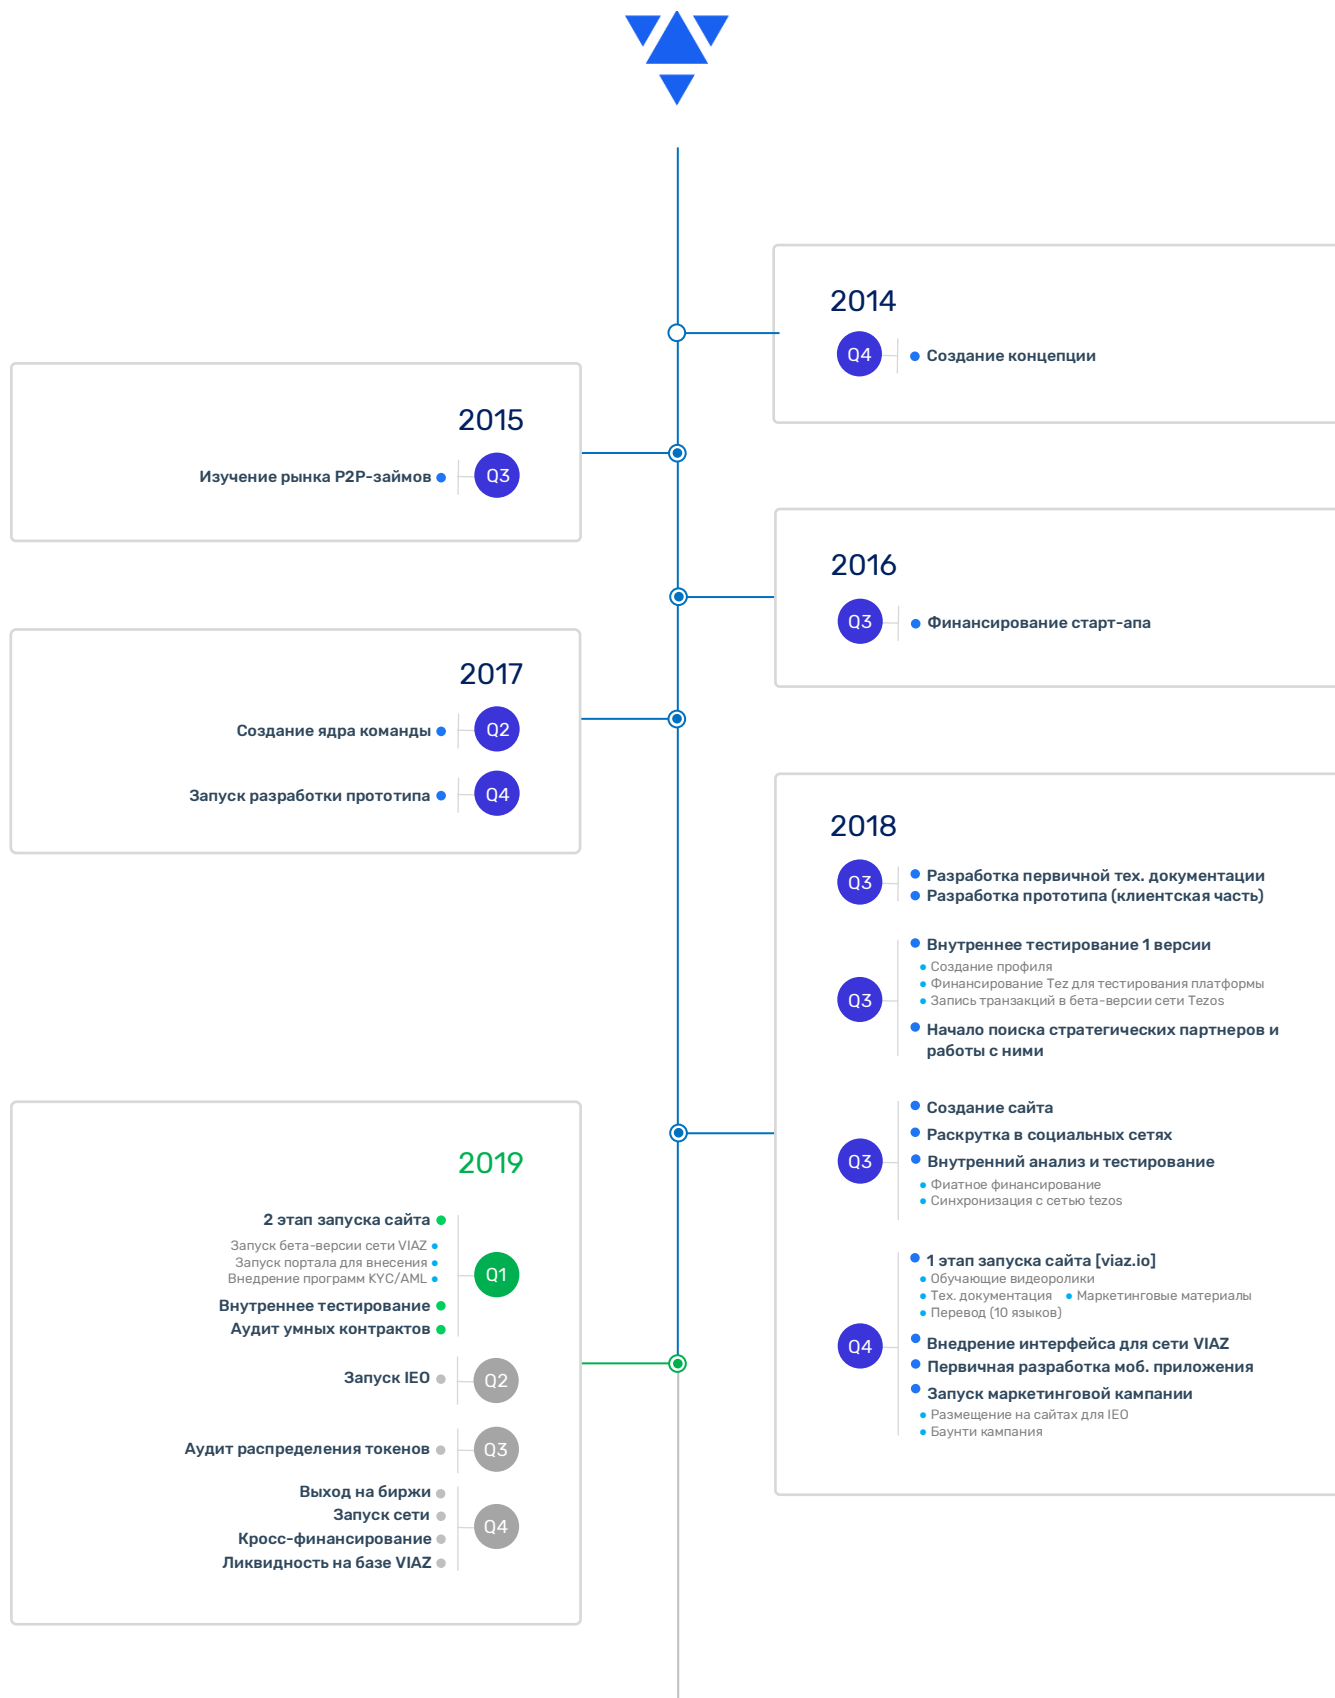 2014
Q4
Создание концепции
2015
Изучение рынка P2P-займов
Q3
2016
Q3
Финансирование старт-апа
2017
Создание ядра команды
Q2
Запуск разработки прототипа
Q4
2018
Q3
Разработка первичной тех. документации
Разработка прототипа (клиентская часть)
Q3
Внутреннее тестирование 1 версии
Создание профиля
Финансирование Tez для тестирования платформы
Запись транзакций в бета-версии сети Tezos
Начало поиска стратегических партнеров и
работы с ними
Q3
Создание сайта
Раскрутка в социальных сетях
Внутренний анализ и тестирование
Фиатное финансирование
Синхронизация с сетью tezos
Q4
1 этап запуска сайта [viaz.io]
Обучающие видеоролики
Тех. документация Маркетинговые материалы
Перевод (10 языков)
Внедрение интерфейса для сети VIAZ
Первичная разработка моб. приложения
Запуск маркетинговой кампании
Размещение на сайтах для IEO
Баунти кампания
2019
2 этап запуска сайта
Запуск бета-версии сети VIAZ
Запуск портала для внесения
Внедрение программ KYC/AML
Q1
Внутреннее тестирование
Аудит умных контрактов
Запуск IEO
Q2
Аудит распределения токенов
Q3
Выход на биржи
Запуск сети
Q4
Кросс-финансирование
Ликвидность на базе VIAZ